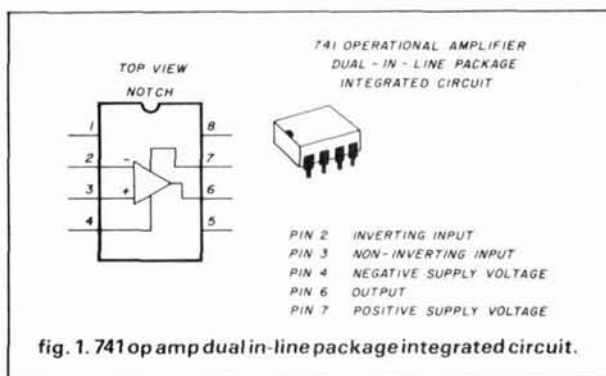 741 OPERATIONAL AMPLIFIER
DUAL - IN - LINE PACKAGE
INTEGRATED CIRCUIT
TOP VIEW
NOTCH
1
8
2
-
7
3
+
6
4
5
PIN 2 INVERTING INPUT
PIN 3 NON-INVERTING INPUT
PIN 4 NEGATIVE SUPPLY VOLTAGE
PIN 6 OUTPUT
PIN 7 POSITIVE SUPPLY VOLTAGE
fig. 1. 741 op amp dual in-line package integrated circuit.